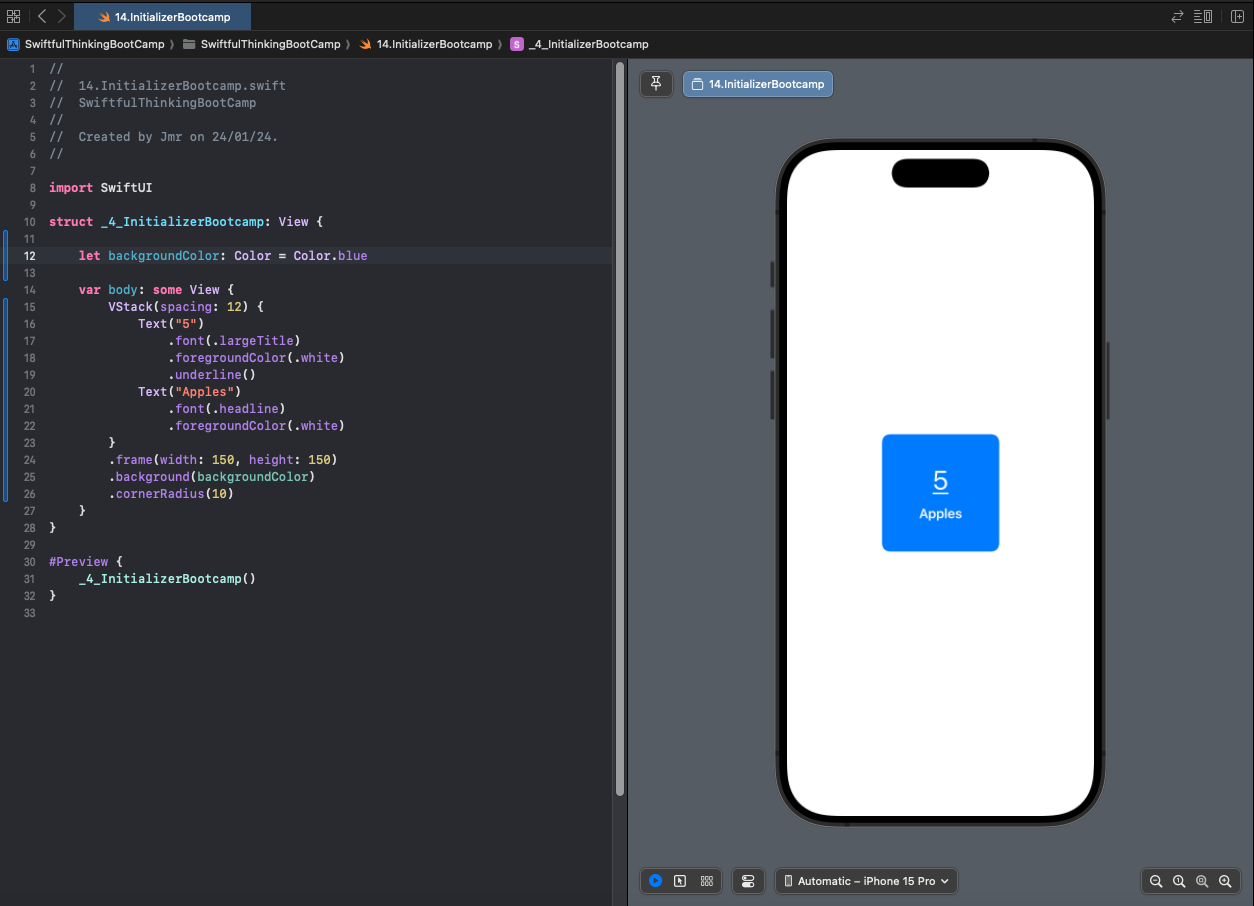 14.InitializerBootcamp
SwiftfulThinkingBootCamp 〉 SwiftfulThinkingBootCamp 〉 14.InitializerBootcamp 〉 S _4_InitializerBootcamp
1 //
2 //  14.InitializerBootcamp.swift
3 //  SwiftfulThinkingBootCamp
4 //
5 //  Created by Jmr on 24/01/24.
6 //
7
8 import SwiftUI
9
10 struct _4_InitializerBootcamp: View {
11
12     let backgroundColor: Color = Color.blue
13
14     var body: some View {
15         VStack(spacing: 12) {
16             Text("5")
17                 .font(.largeTitle)
18                 .foregroundColor(.white)
19                 .underline()
20             Text("Apples")
21                 .font(.headline)
22                 .foregroundColor(.white)
23         }
24         .frame(width: 150, height: 150)
25         .background(backgroundColor)
26         .cornerRadius(10)
27     }
28 }
29
30 #Preview {
31     _4_InitializerBootcamp()
32 }
33
14.InitializerBootcamp
5
Apples
Automatic – iPhone 15 Pro